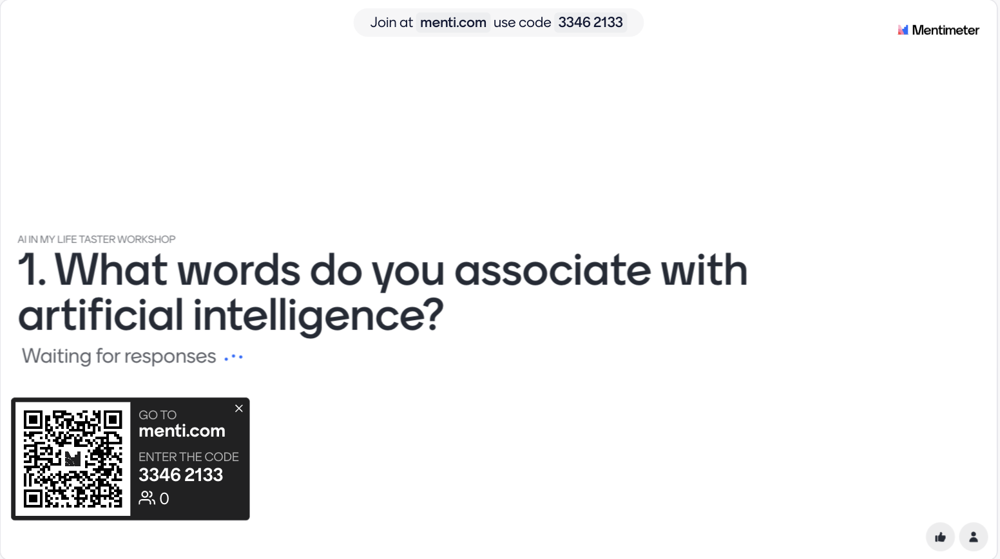 Join at menti.com use code 3346 2133
Mentimeter
AI IN MY LIFE TASTER WORKSHOP
1. What words do you associate with
artificial intelligence?
Waiting for responses
GO TO
menti.com
ENTER THE CODE
3346 2133
0